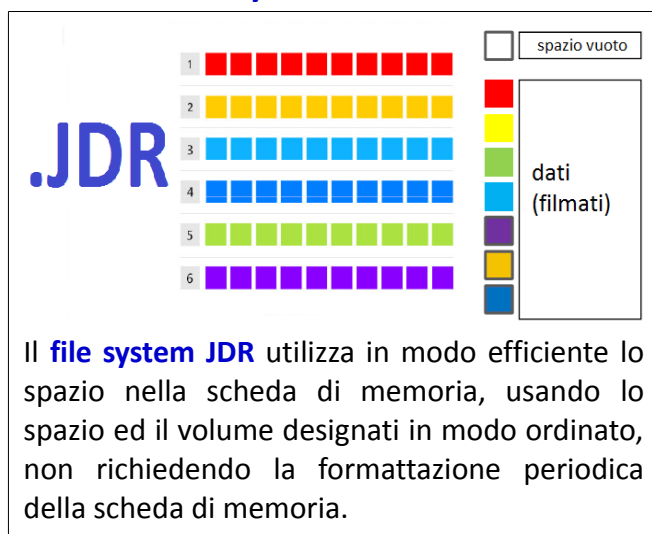 spazio vuoto
1
2
3
4
5
6
.JDR
dati
(filmati)
Il file system JDR utilizza in modo efficiente lo
spazio nella scheda di memoria, usando lo
spazio ed il volume designati in modo ordinato,
non richiedendo la formattazione periodica
della scheda di memoria.